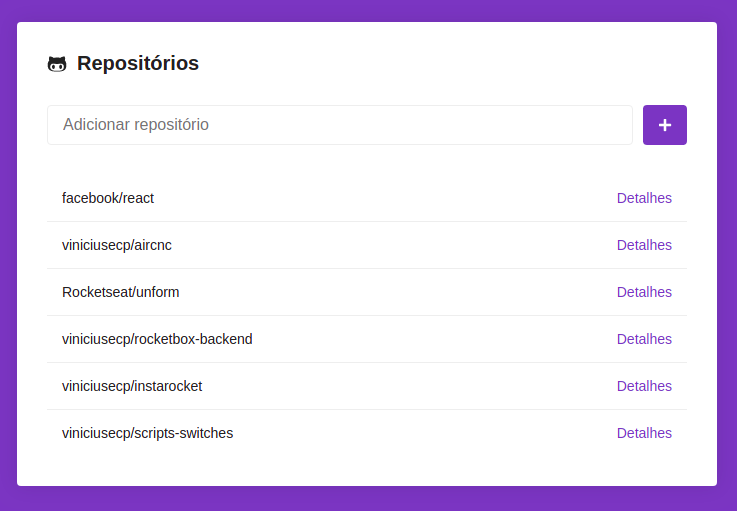 Repositórios
Adicionar repositório
+
facebook/react Detalhes
viniciusecp/aircnc Detalhes
Rocketseat/unform Detalhes
viniciusecp/rocketbox-backend Detalhes
viniciusecp/instarocket Detalhes
viniciusecp/scripts-switches Detalhes